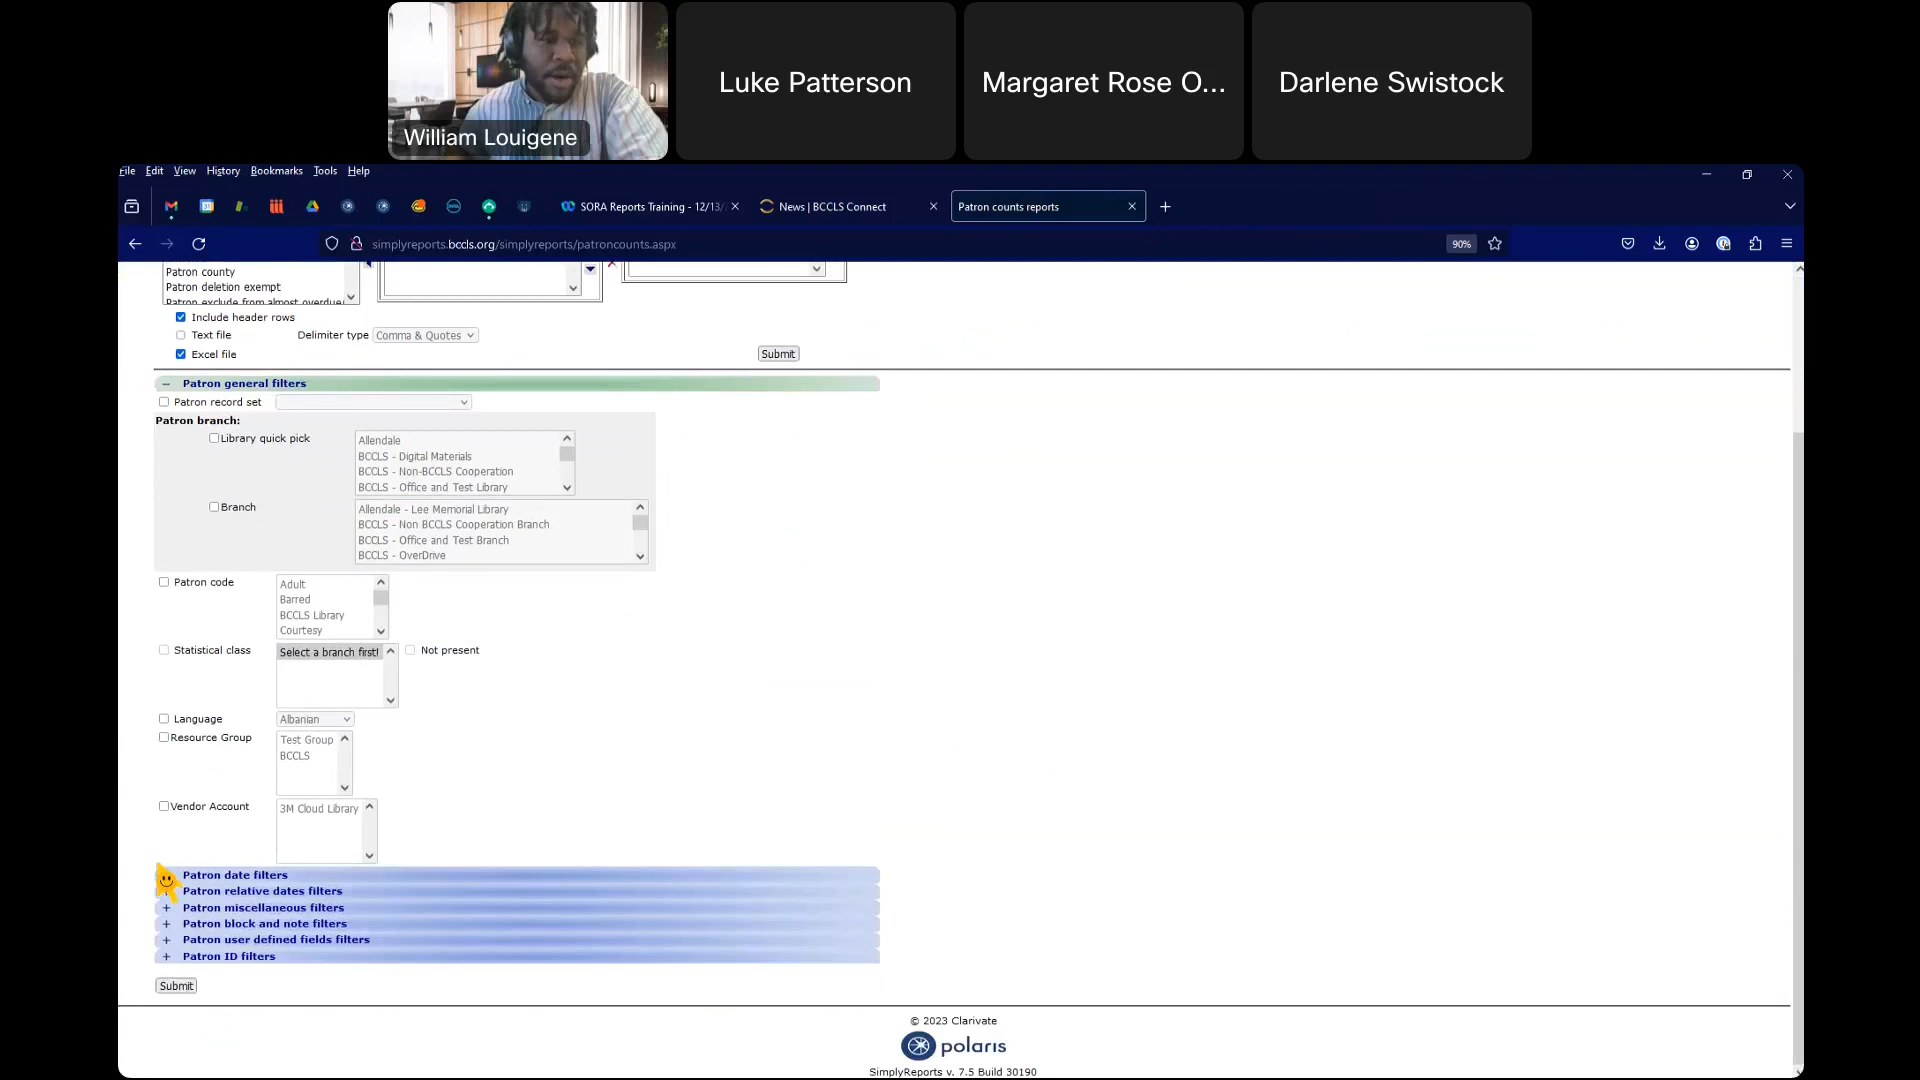 Luke Patterson
Margaret Rose O...
Darlene Swistock
William Louigene
File Edit View History Bookmarks Tools Help
SORA Reports Training - 12/13/
News | BCCLS Connect
Patron counts reports
simplyreports.bccls.org/simplyreports/patroncounts.aspx
90%
Patron county
Patron deletion exempt
Patron exclude from almost overdue
Include header rows
Text file
Delimiter type
Comma & Quotes
Excel file
Submit
Patron general filters
Patron record set
Patron branch:
Library quick pick
Allendale
BCCLS - Digital Materials
BCCLS - Non-BCCLS Cooperation
BCCLS - Office and Test Library
Branch
Allendale - Lee Memorial Library
BCCLS - Non BCCLS Cooperation Branch
BCCLS - Office and Test Branch
BCCLS - OverDrive
Patron code
Adult
Barred
BCCLS Library
Courtesy
Statistical class
Select a branch first!
Not present
Language
Albanian
Resource Group
Test Group
BCCLS
Vendor Account
3M Cloud Library
Patron date filters
Patron relative dates filters
Patron miscellaneous filters
Patron block and note filters
Patron user defined fields filters
Patron ID filters
Submit
© 2023 Clarivate
polaris
SimplyReports v. 7.5 Build 30190